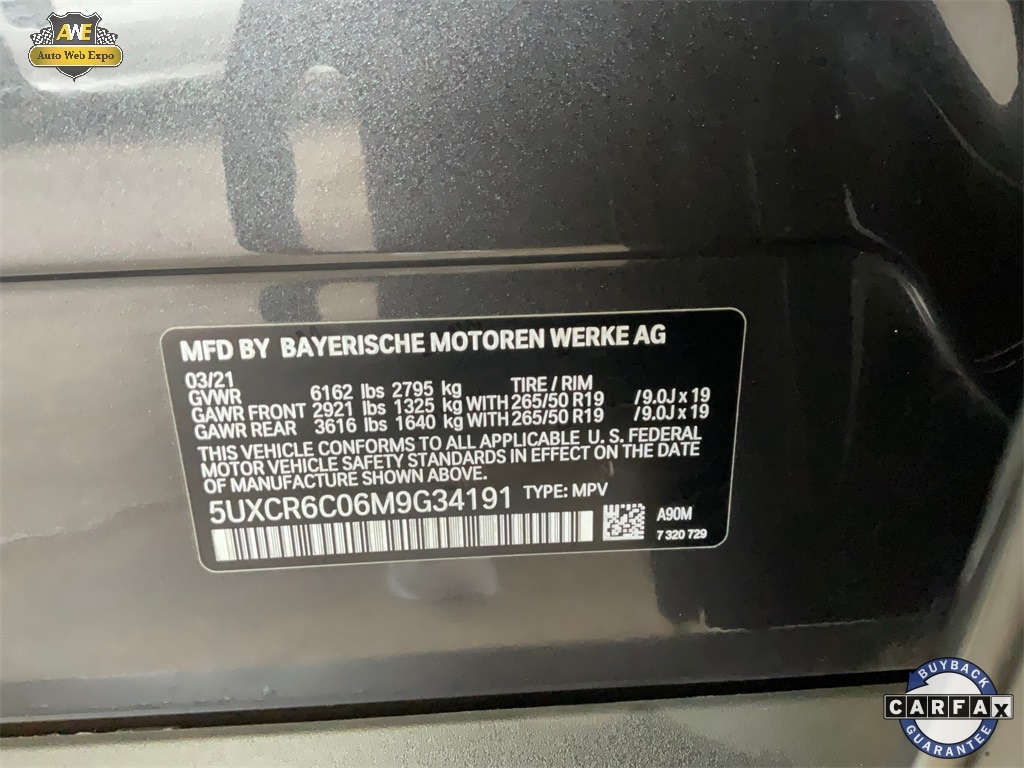 AWE
Auto Web Expo
MFD BY BAYERISCHE MOTOREN WERKE AG
03/21
GVWR 6162 lbs 2795 kg TIRE / RIM
GAWR FRONT 2921 lbs 1325 kg WITH 265/50 R19 /9.0J x 19
GAWR REAR 3616 lbs 1640 kg WITH 265/50 R19 /9.0J x 19
THIS VEHICLE CONFORMS TO ALL APPLICABLE U. S. FEDERAL
MOTOR VEHICLE SAFETY STANDARDS IN EFFECT ON THE DATE
OF MANUFACTURE SHOWN ABOVE.
5UXCR6C06M9G34191 TYPE: MPV
A90M
7 320 729
BUYBACK
CARFAX
GUARANTEE